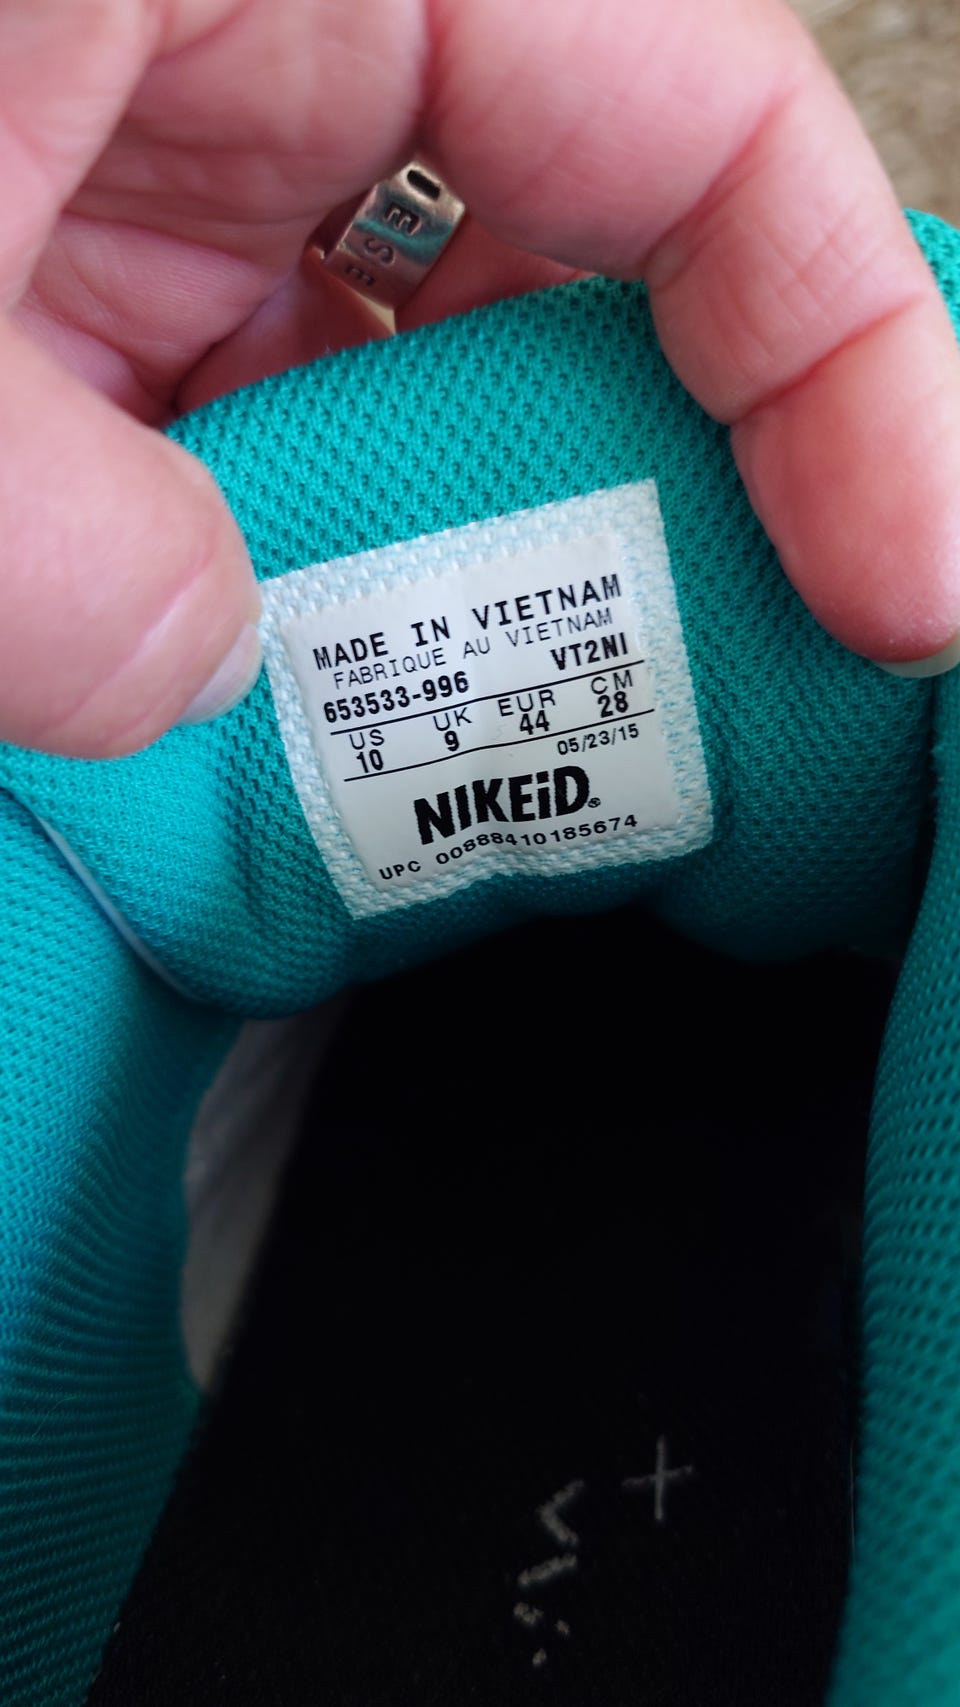 MADE IN VIETNAM
FABRIQUE AU VIETNAM
653533-996 VT2NI
US UK EUR CM
10 9 44 28
05/23/15
NIKEiD®
UPC 00888410185674